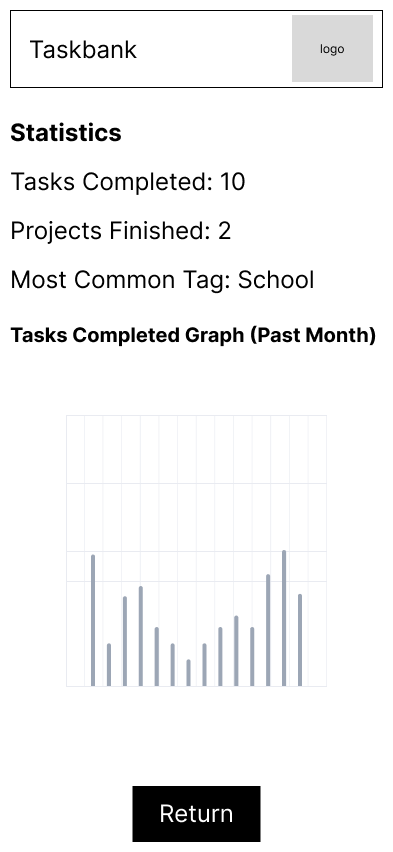 Taskbank
logo
Statistics
Tasks Completed: 10
Projects Finished: 2
Most Common Tag: School
Tasks Completed Graph (Past Month)
Return